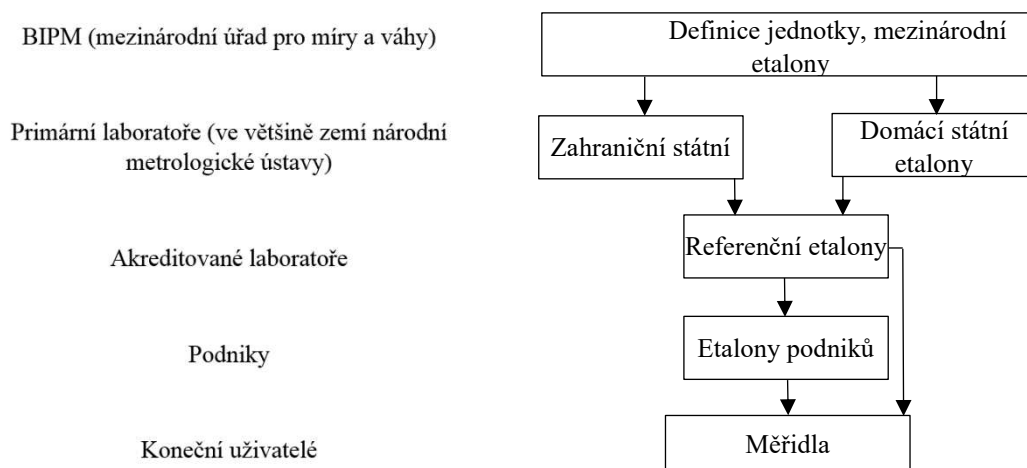 BIPM (mezinárodní úřad pro míry a váhy)
Definice jednotky, mezinárodní
etalony
Primární laboratoře (ve většině zemí národní
metrologické ústavy)
Zahraniční státní
Domácí státní
etalony
Akreditované laboratoře
Referenční etalony
Podniky
Etalony podniků
Koneční uživatelé
Měřidla